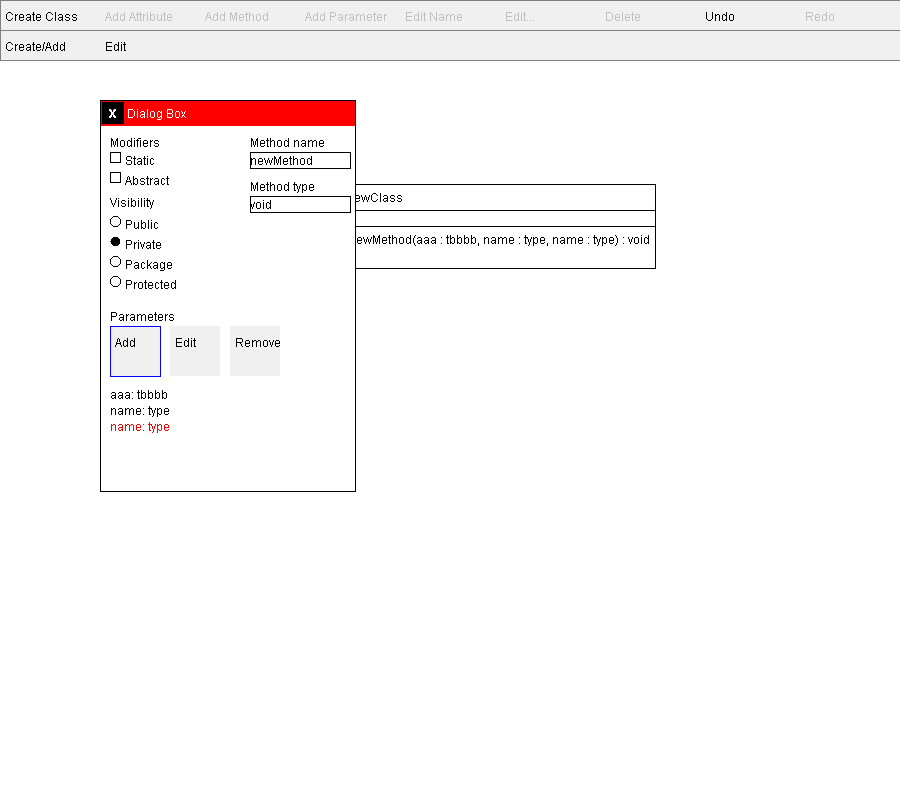 Create Class Add Attribute Add Method Add Parameter Edit Name Edit... Delete Undo Redo
Create/Add Edit
X Dialog Box
Modifiers
Static
Abstract
Visibility
Public
Private
Package
Protected
Method name
newMethod
Method type
void
Parameters
Add Edit Remove
aaa: tbbbb
name: type
name: type
ewClass
ewMethod(aaa : tbbbb, name : type, name : type) : void